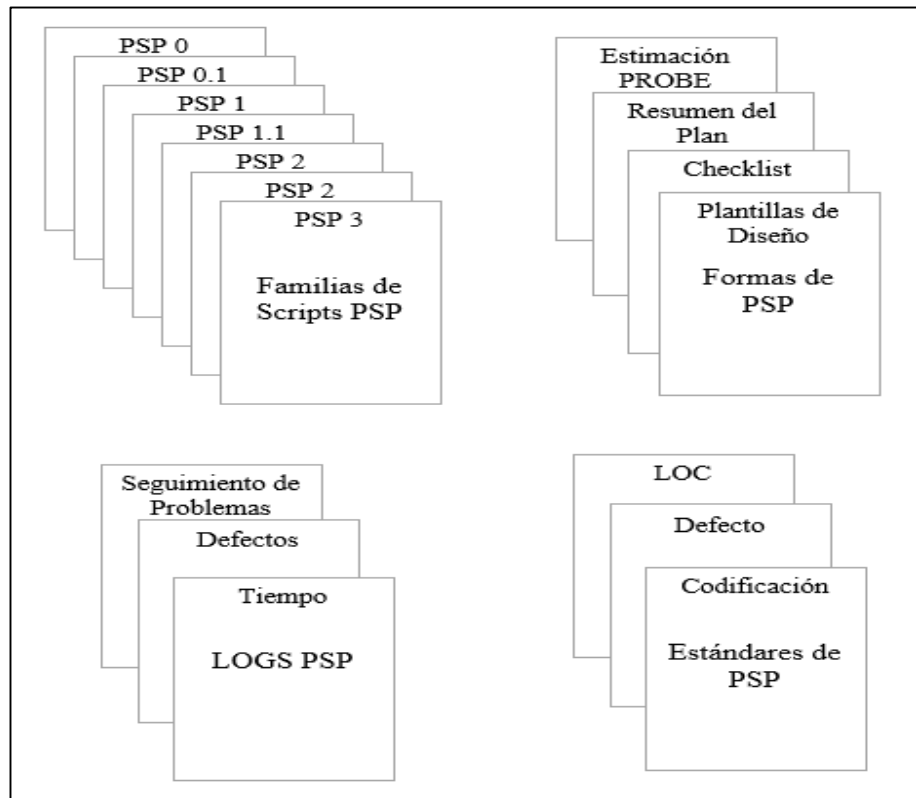 PSP 0
PSP 0.1
PSP 1
PSP 1.1
PSP 2
PSP 2
PSP 3
Familias de
Scripts PSP
Estimación
PROBE
Resumen del
Plan
Checklist
Plantillas de
Diseño
Formas de
PSP
Seguimiento de
Problemas
Defectos
Tiempo
LOGS PSP
LOC
Defecto
Codificación
Estándares de
PSP